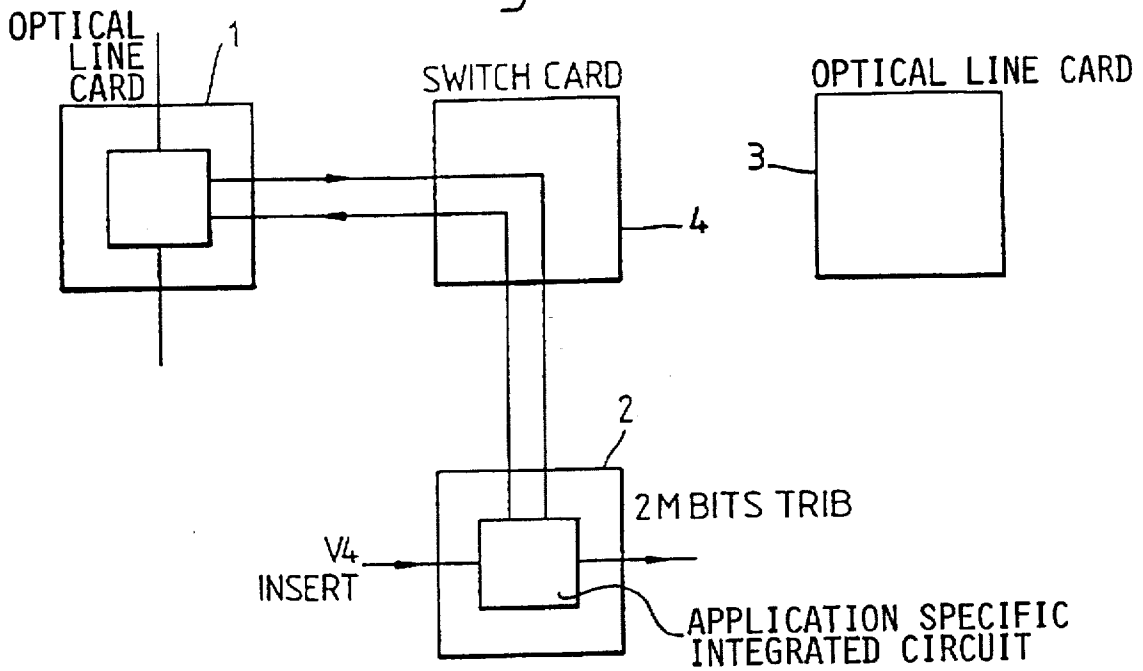 OPTICAL
LINE
CARD
1
SWITCH CARD
OPTICAL LINE CARD
3
4
2
2M BITS TRIB
V4
INSERT
APPLICATION SPECIFIC
INTEGRATED CIRCUIT